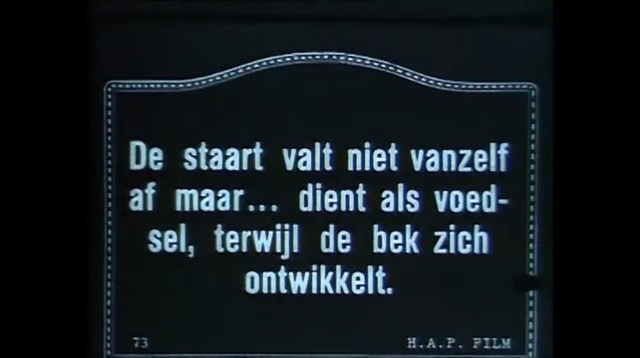 De staart valt niet vanzelf
af maar... dient als voed-
sel, terwijl de bek zich
ontwikkelt.
73 H.A.P. FILM